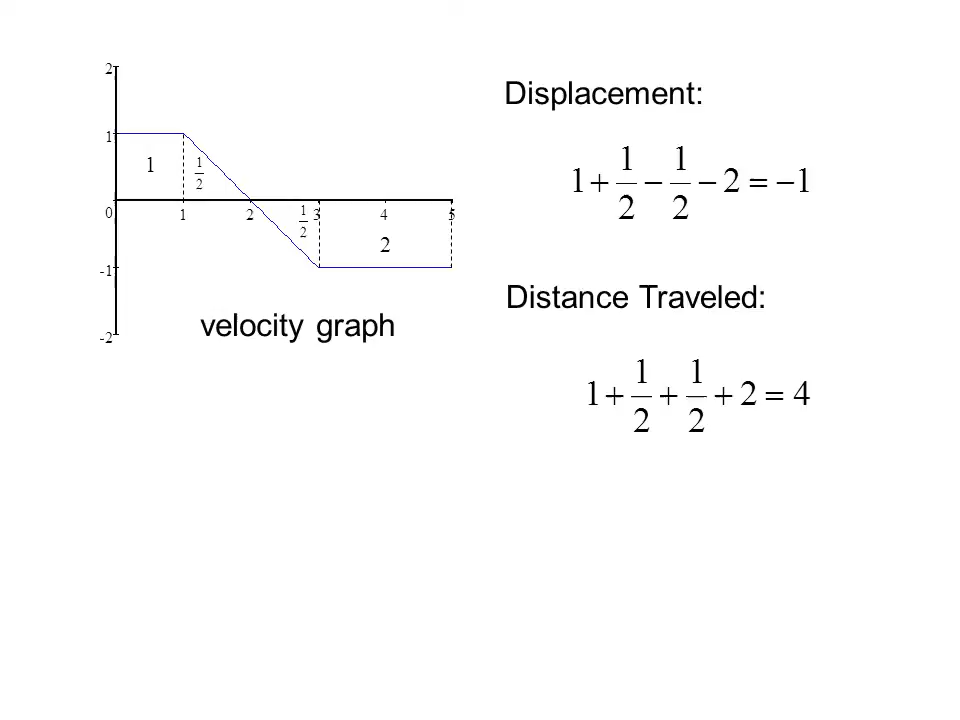 2
1
0
-1
-2
1
1/2
1 2 3 4 5
1/2
2
velocity graph
Displacement:
1 + 1/2 − 1/2 − 2 = −1
Distance Traveled:
1 + 1/2 + 1/2 + 2 = 4